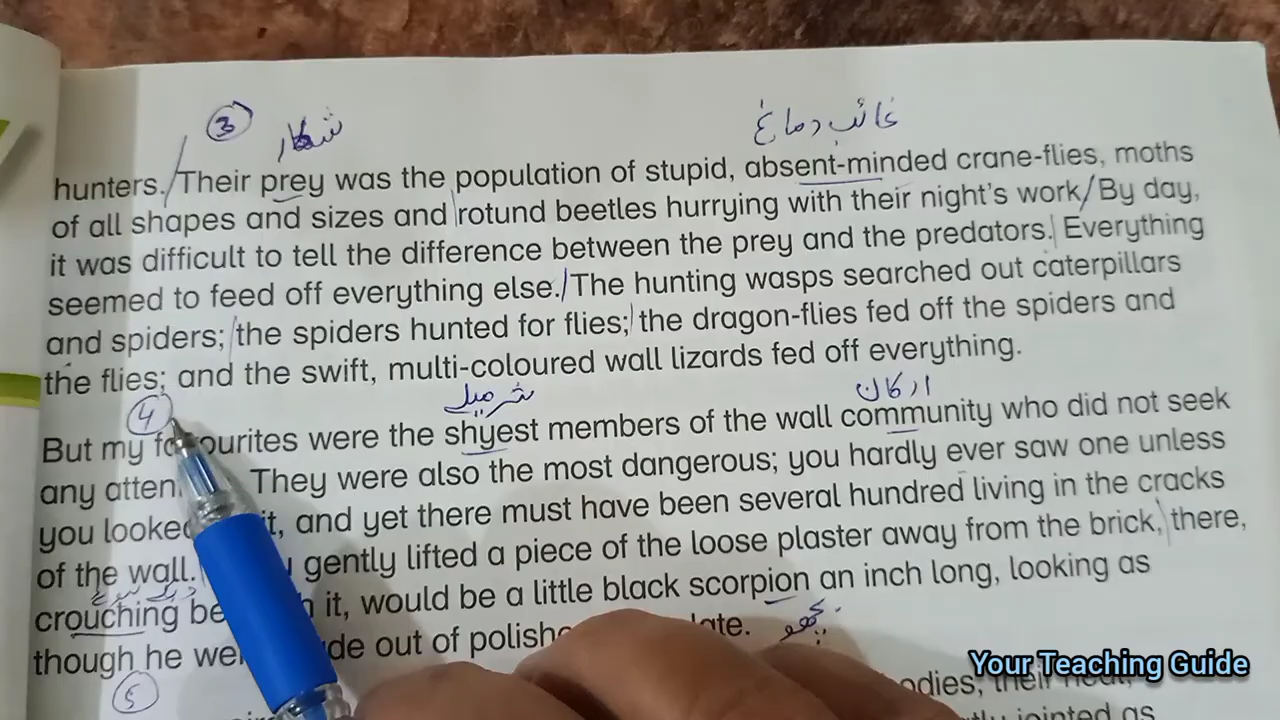 3 شکار غائب دماغ
hunters. Their prey was the population of stupid, absent-minded crane-flies, moths
of all shapes and sizes and rotund beetles hurrying with their night's work. By day,
it was difficult to tell the difference between the prey and the predators. Everything
seemed to feed off everything else. The hunting wasps searched out caterpillars
and spiders; the spiders hunted for flies; the dragon-flies fed off the spiders and
the flies; and the swift, multi-coloured wall lizards fed off everything.
4 شرمیلے ارکان
But my favourites were the shyest members of the wall community who did not seek
any They were also the most dangerous; you hardly ever saw one unless
you looked and yet there must have been several hundred living in the cracks
of the wall. gently lifted a piece of the loose plaster away from the brick, there,
crouching it, would be a little black scorpion an inch long, looking as
though he out of بچھو
5
their
jointed as
Your Teaching Guide